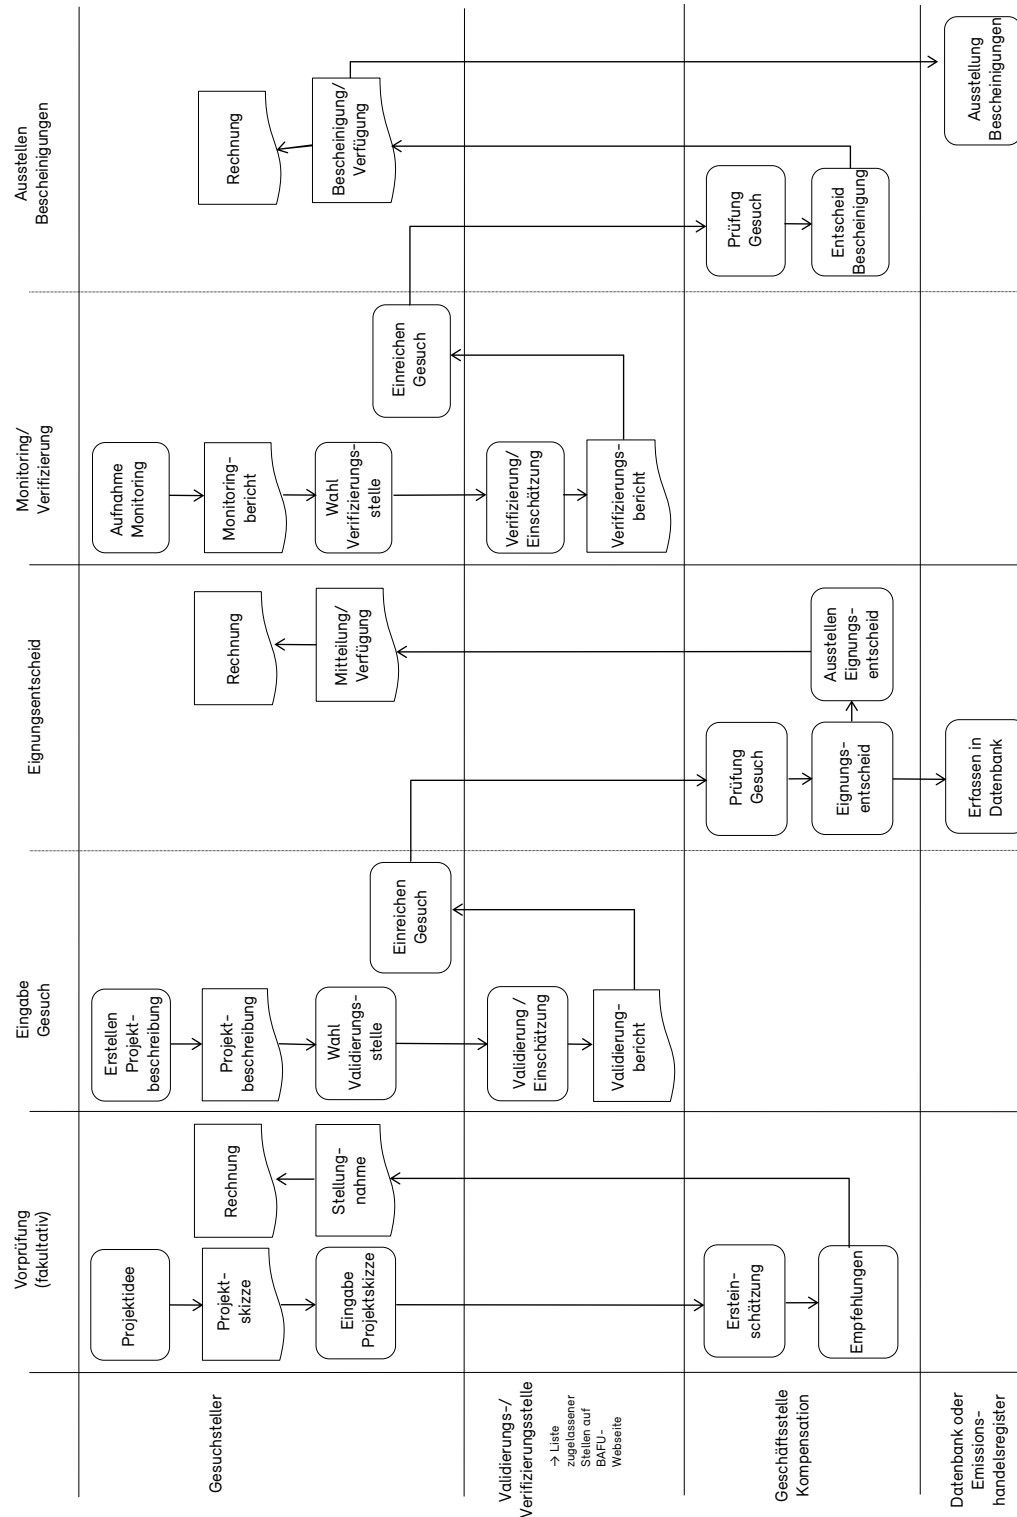 Vorprüfung
(fakultativ)
Eingabe
Gesuch
Eignungsentscheid
Monitoring/
Verifizierung
Ausstellen
Bescheinigungen
Gesuchsteller
Projektidee
Projekt-
skizze
Eingabe
Projektskizze
Rechnung
Stellung-
nahme
Erstellen
Projekt-
beschreibung
Projekt-
beschreibung
Wahl
Validierungs-
stelle
Einreichen
Gesuch
Rechnung
Mitteilung/
Verfügung
Aufnahme
Monitoring
Monitoring-
bericht
Wahl
Verifizierungs-
stelle
Einreichen
Gesuch
Rechnung
Bescheinigung/
Verfügung
Validierungs-/
Verifizierungsstelle
→ Liste
zugelassener
Stellen auf
BAFU-
Webseite
Validierung /
Einschätzung
Validierung-
bericht
Verifizierung/
Einschätzung
Verifizierungs-
bericht
Geschäftsstelle
Kompensation
Erstein-
schätzung
Empfehlungen
Prüfung
Gesuch
Eignungs-
entscheid
Ausstellen
Eignungs-
entscheid
Prüfung
Gesuch
Entscheid
Bescheinigung
Datenbank oder
Emissions-
handelsregister
Erfassen in
Datenbank
Ausstellung
Bescheinigungen